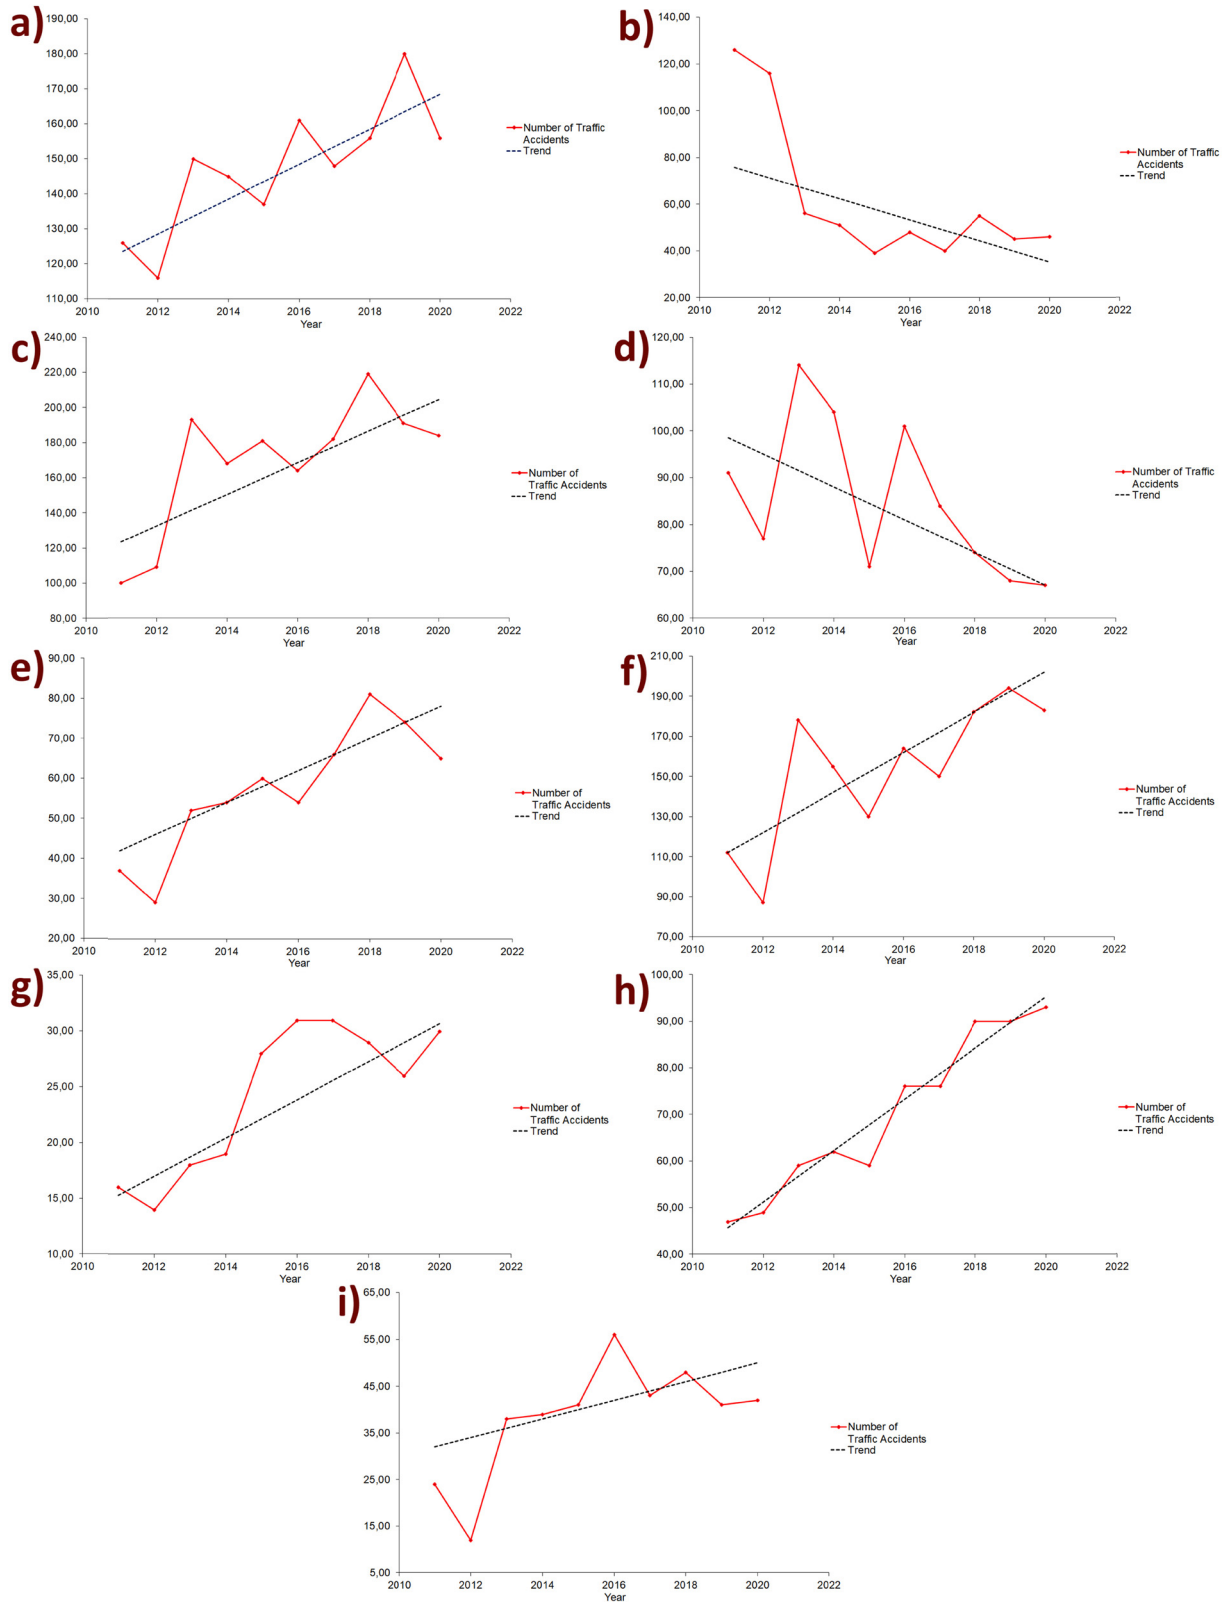 a)
190,00
180,00
170,00
160,00
150,00
140,00
130,00
120,00
110,00
2010 2012 2014 2016 2018 2020 2022
Year
Number of Traffic
Accidents
Trend
b)
140,00
120,00
100,00
80,00
60,00
40,00
20,00
2010 2012 2014 2016 2018 2020 2022
Year
Number of Traffic
Accidents
Trend
c)
240,00
220,00
200,00
180,00
160,00
140,00
120,00
100,00
80,00
2010 2012 2014 2016 2018 2020 2022
Year
Number of
Traffic Accidents
Trend
d)
120,00
110,00
100,00
90,00
80,00
70,00
60,00
2010 2012 2014 2016 2018 2020 2022
Year
Number of Traffic
Accidents
Trend
e)
90,00
80,00
70,00
60,00
50,00
40,00
30,00
20,00
2010 2012 2014 2016 2018 2020 2022
Year
Number of
Traffic Accidents
Trend
f)
210,00
190,00
170,00
150,00
130,00
110,00
90,00
70,00
2010 2012 2014 2016 2018 2020 2022
Year
Number of
Traffic Accidents
Trend
g)
35,00
30,00
25,00
20,00
15,00
10,00
2010 2012 2014 2016 2018 2020 2022
Year
Number of
Traffic Accidents
Trend
h)
100,00
90,00
80,00
70,00
60,00
50,00
40,00
2010 2012 2014 2016 2018 2020 2022
Year
Number of
Traffic Accidents
Trend
i)
65,00
55,00
45,00
35,00
25,00
15,00
5,00
2010 2012 2014 2016 2018 2020 2022
Year
Number of
Traffic Accidents
Trend